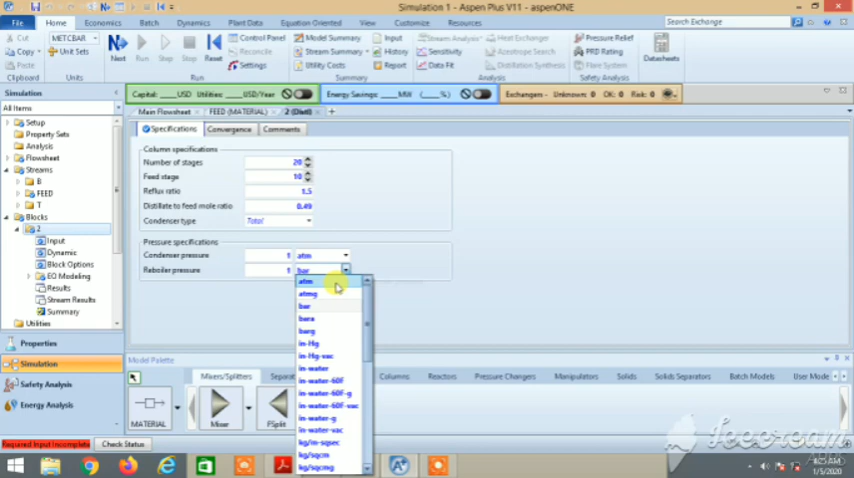 Simulation 1 - Aspen Plus V11 - aspenONE
File Home Economics Batch Dynamic Plant Data Equation Oriented View Customize Resources Search Exchange
Cut METCBAR Control Panel Model Summary Input Stream Analysis Heat Exchanger Pressure Relief
Copy Unit Sets Next Run Step Stop Reset Reconcile Stream Summary History Sensitivity Azeotrope Search PRD Rating Datasheets
Paste Settings Utility Costs Report Data Fit Distillation Synthesis Flare System
Clipboard Units Run Summary Analysis Safety Analysis
Simulation Capital: ____USD Utilities: ____USD/Year Energy Savings: ____MW (____%) Exchangers - Unknown: 0 OK: 0 Risk: 0
All Items Main Flowsheet FEED (MATERIAL) 2 (Distl)
Setup Specifications Convergence Comments
Property Sets
Analysis Column specifications
Flowsheet Number of stages 20
Streams Feed stage 10
B Reflux ratio 1.5
FEED Distillate to feed mole ratio 0.49
T Condenser type Total
Blocks
2 Pressure specifications
Input Condenser pressure 1 atm
Dynamic Reboiler pressure 1 bar
Block Options atm
EO Modeling atmg
Results bar
Stream Results bara
Summary barg
Utilities in-Hg
Properties in-Hg-vac
Simulation Model Palette in-water
Safety Analysis Mixers/Splitters Separat Columns Reactors Pressure Changers Manipulators Solids Solids Separators Batch Models User Mode
Energy Analysis in-water-60F
in-water-60F-g
in-water-60F-vac
in-water-g
MATERIAL Mixer FSplit in-water-vac
Required Input Incomplete Check Status kg/m-sqsec
kg/sqcm
kg/sqcmg
4:25 AM
1/5/2020